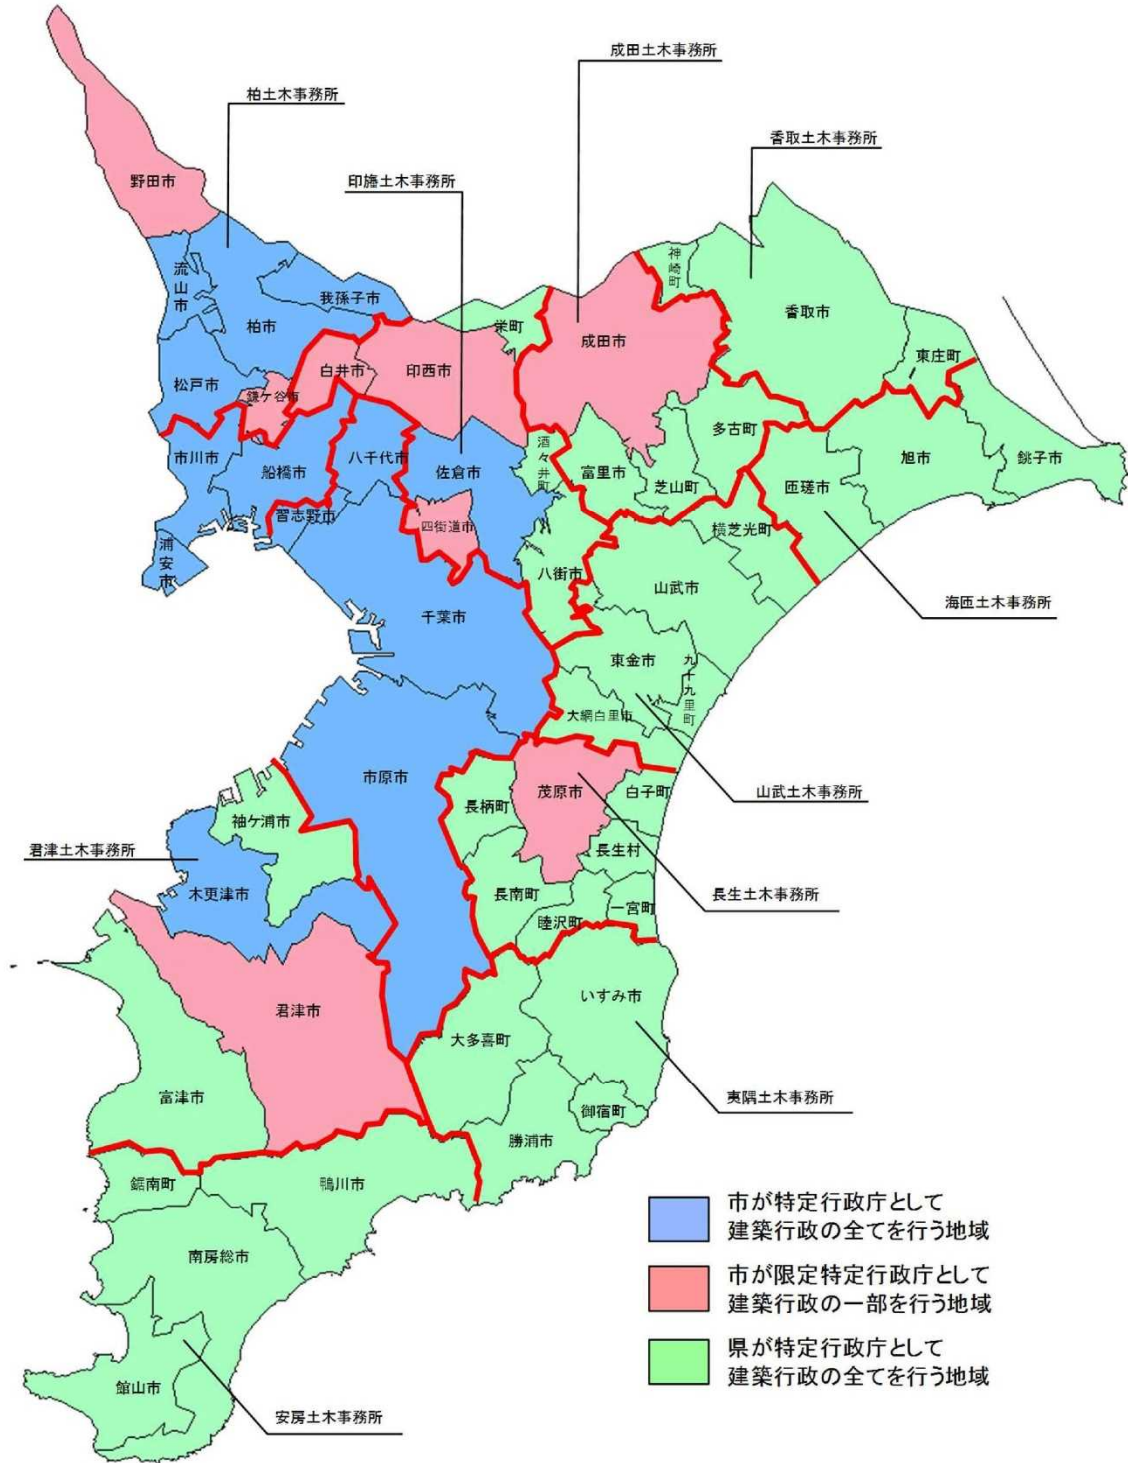 成田土木事務所
柏土木事務所
香取土木事務所
印旛土木事務所
野田市
神崎町
流山市
我孫子市
香取市
柏市
栄町
成田市
東庄町
白井市
印西市
松戸市
鎌ケ谷市
多古町
酒々井町
市川市
船橋市
八千代市
佐倉市
富里市
芝山町
旭市
銚子市
匝瑳市
習志野市
四街道市
横芝光町
浦安市
八街市
山武市
海匝土木事務所
千葉市
東金市
九十九里町
大網白里市
市原市
茂原市
長柄町
白子町
山武土木事務所
袖ケ浦市
君津土木事務所
長生村
木更津市
長南町
一宮町
長生土木事務所
睦沢町
いすみ市
君津市
大多喜町
富津市
御宿町
夷隅土木事務所
勝浦市
鋸南町
鴨川市
市が特定行政庁として
建築行政の全てを行う地域
南房総市
市が限定特定行政庁として
建築行政の一部を行う地域
県が特定行政庁として
建築行政の全てを行う地域
館山市
安房土木事務所